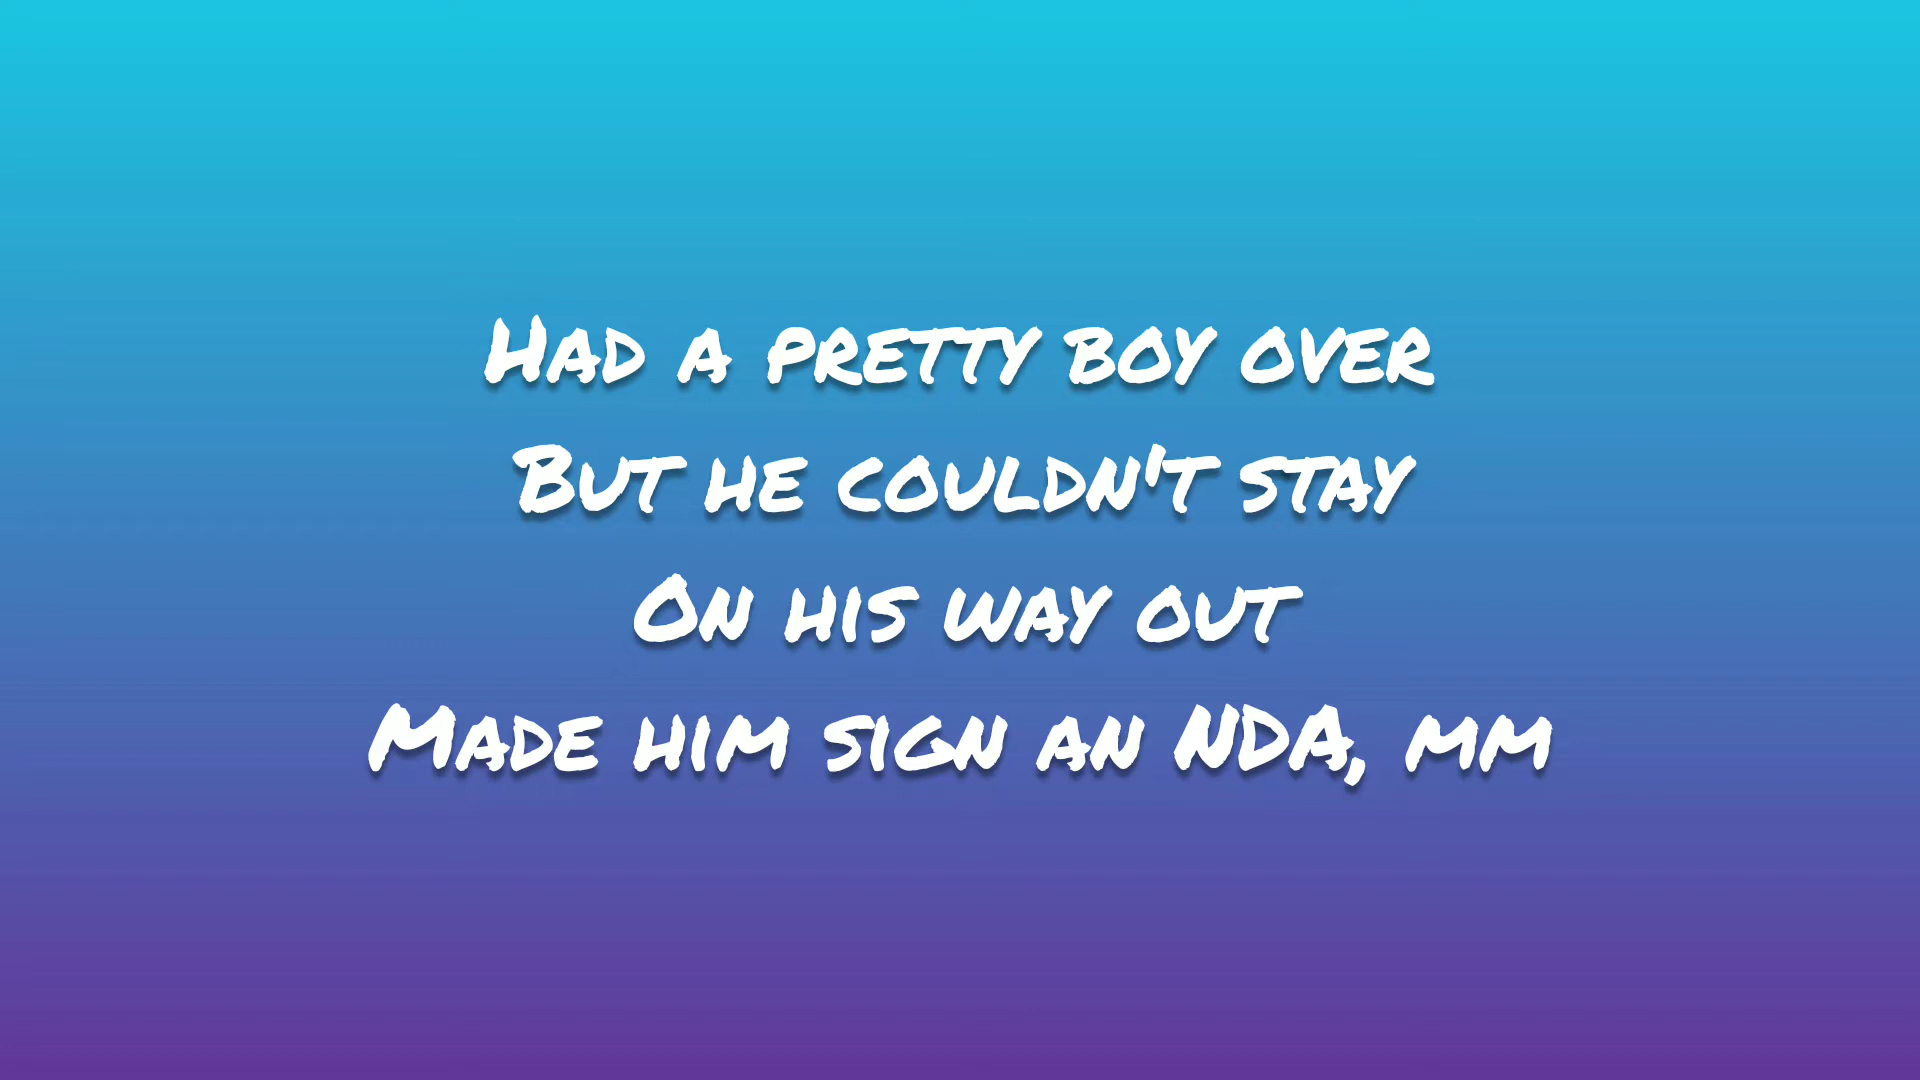 Had a pretty boy over
But he couldn't stay
On his way out
Made him sign an NDA, mm